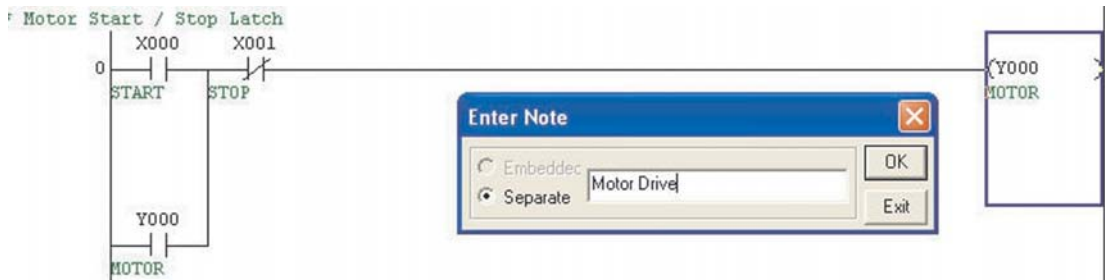 * Motor Start / Stop Latch
X000 X001
0 (Y000 )
START STOP MOTOR
Enter Note
Embeddec
Motor Drive
Separate
OK
Exit
Y000
MOTOR